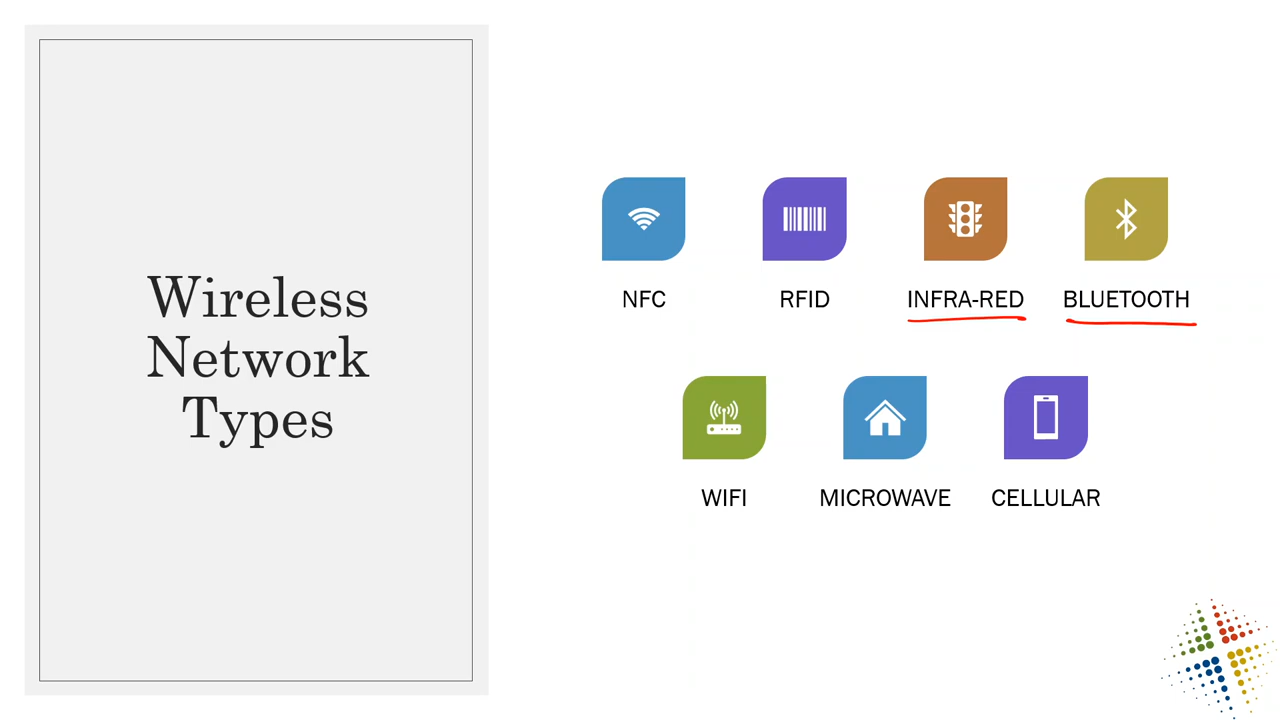 Wireless
Network
Types
NFC
RFID
INFRA-RED
BLUETOOTH
WIFI
MICROWAVE
CELLULAR